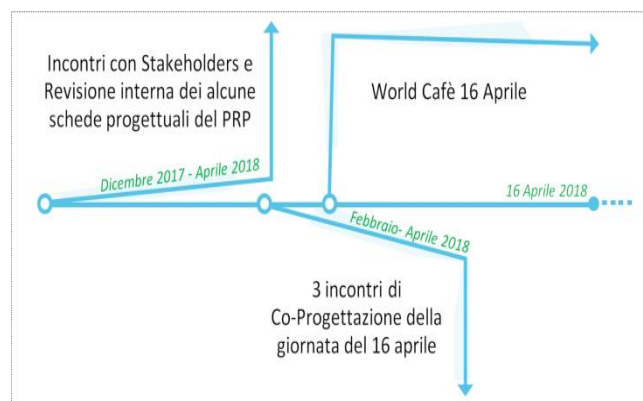 Incontri con Stakeholders e
Revisione interna dei alcune
schede progettuali del PRP
World Cafè 16 Aprile
Dicembre 2017 - Aprile 2018
16 Aprile 2018
Febbraio- Aprile 2018
3 incontri di
Co-Progettazione della
giornata del 16 aprile